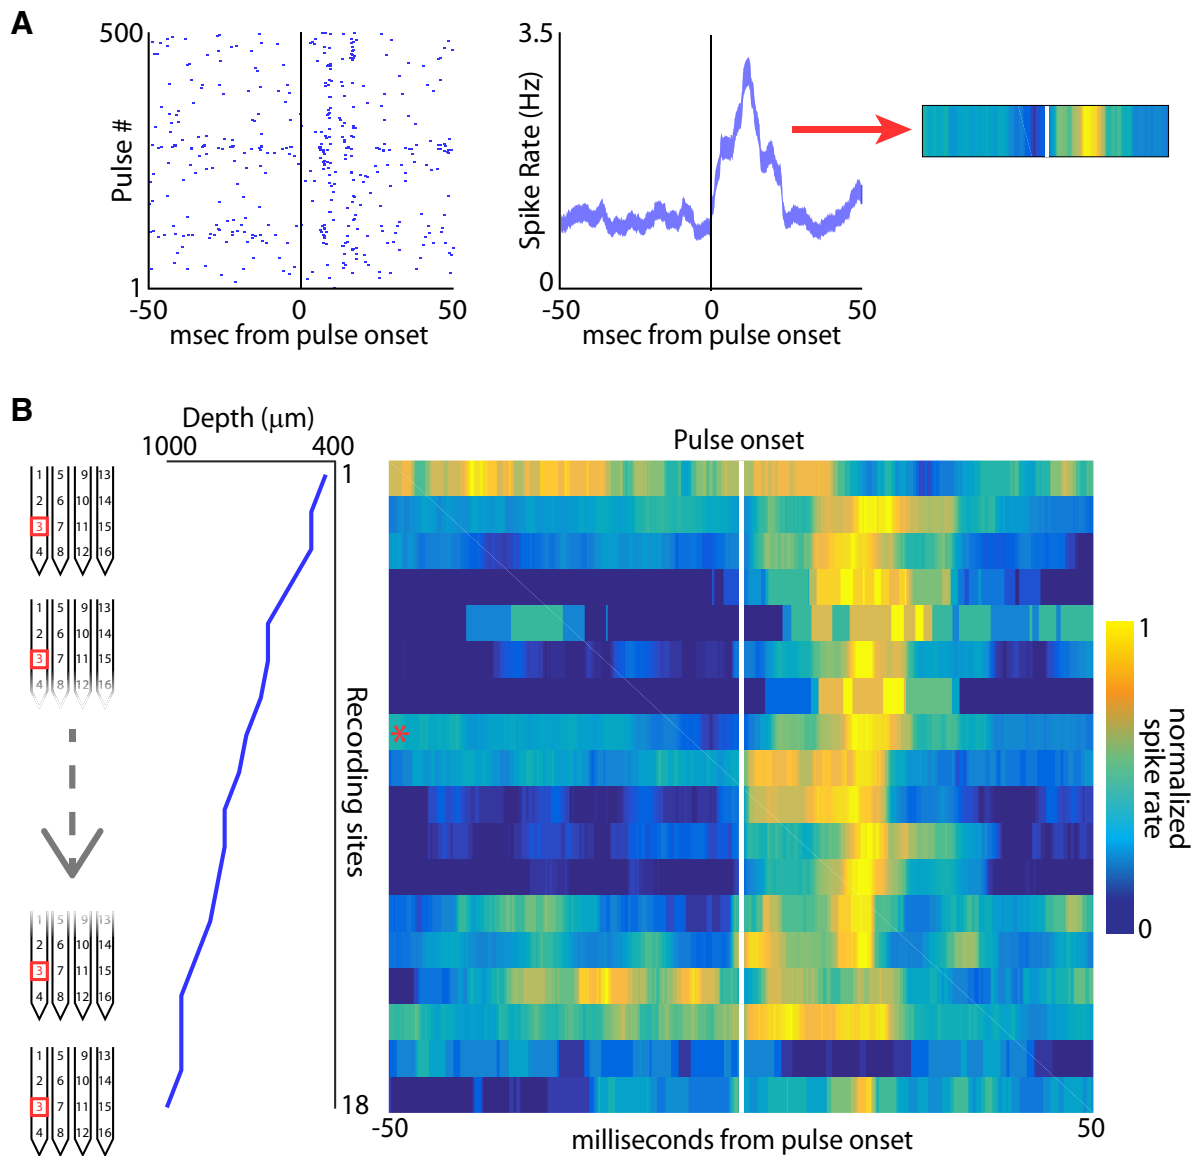 A
500
Pulse #
1
-50 0 50
msec from pulse onset
3.5
Spike Rate (Hz)
0
-50 0 50
msec from pulse onset
B
Depth (μm)
1000 400
1
Recording sites
18
1 5 9 13
2 6 10 14
3 7 11 15
4 8 12 16
1 5 9 13
2 6 10 14
3 7 11 15
4 8 12 16
1 5 9 13
2 6 10 14
3 7 11 15
4 8 12 16
1 5 9 13
2 6 10 14
3 7 11 15
4 8 12 16
Pulse onset
*
-50 50
milliseconds from pulse onset
1
normalized
spike rate
0